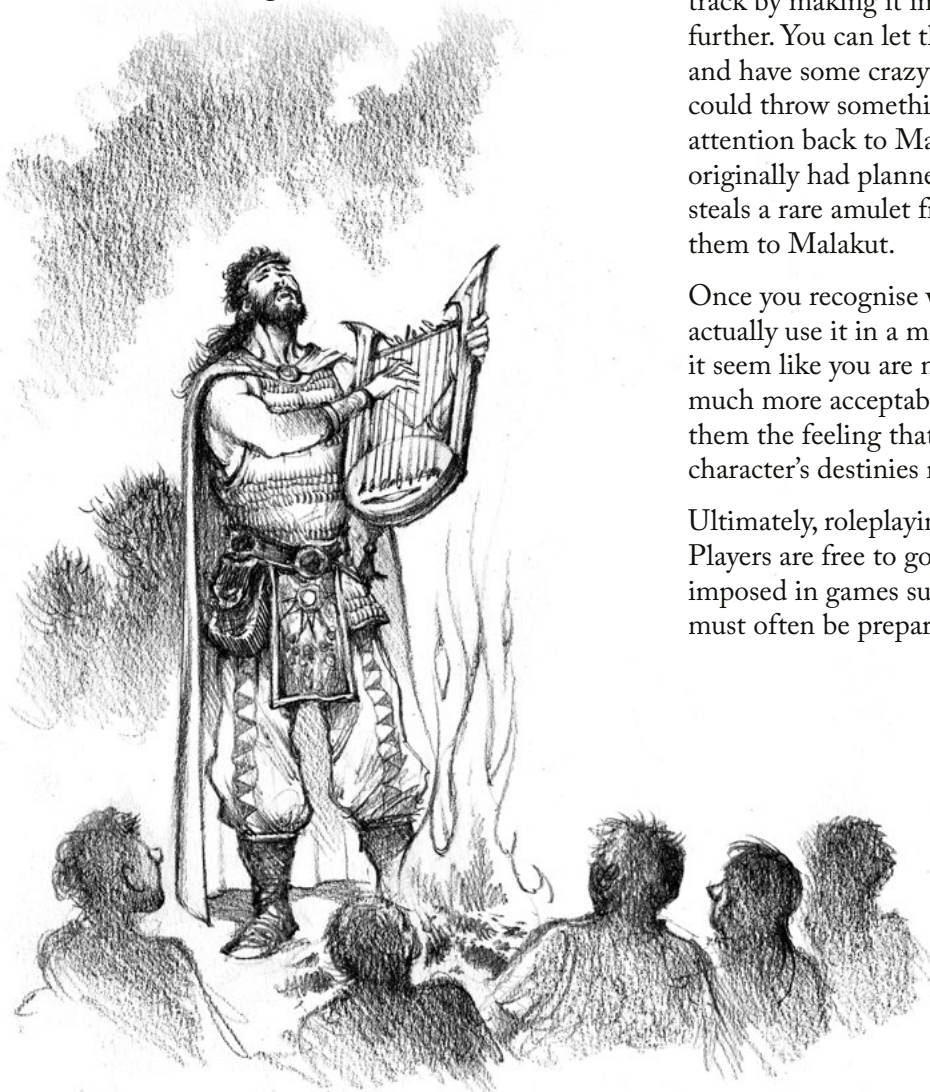 track by making it in
further. You can let th
and have some crazy
could throw somethi
attention back to Ma
originally had planne
steals a rare amulet f
them to Malakut.
Once you recognise v
actually use it in a m
it seem like you are n
much more acceptab
them the feeling that
character's destinies
Ultimately, roleplayin
Players are free to go
imposed in games su
must often be prepar